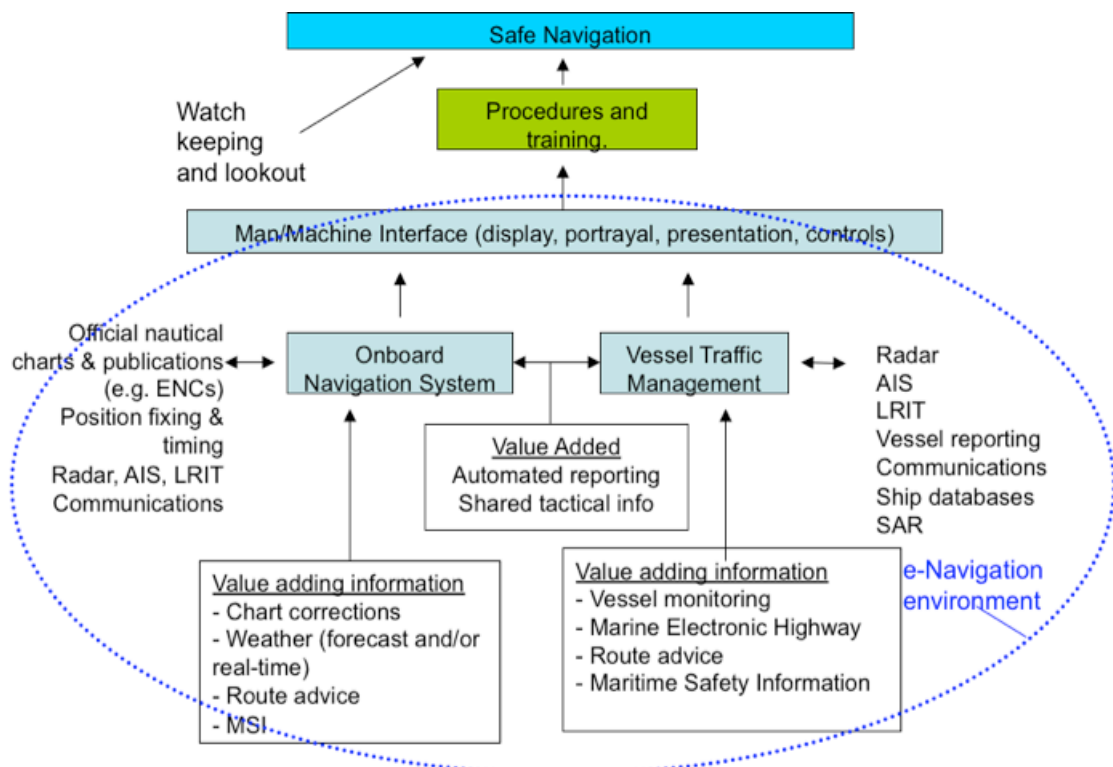 Safe Navigation
Watch
keeping
and lookout
Procedures and
training.
Man/Machine Interface (display, portrayal, presentation, controls)
Official nautical
charts & publications
(e.g. ENCs)
Position fixing &
timing
Radar, AIS, LRIT
Communications
Onboard
Navigation System
Vessel Traffic
Management
Radar
AIS
LRIT
Vessel reporting
Communications
Ship databases
SAR
Value Added
Automated reporting
Shared tactical info
Value adding information
- Chart corrections
- Weather (forecast and/or
real-time)
- Route advice
- MSI
Value adding information
- Vessel monitoring
- Marine Electronic Highway
- Route advice
- Maritime Safety Information
e-Navigation
environment